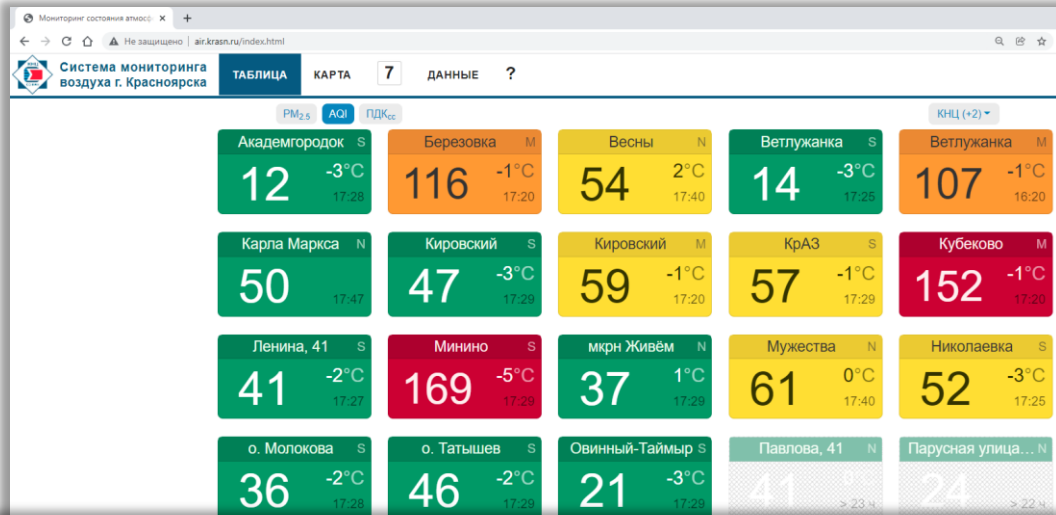 Мониторинг состояния атмосф
Не защищено | air.krasn.ru/index.html
Система мониторинга
воздуха г. Красноярска
ТАБЛИЦА КАРТА 7 ДАННЫЕ ?
PM2.5 AQI ПДКcc КНЦ (+2)
Академгородок S
12 -3°C
17:28
Березовка M
116 -1°C
17:20
Весны N
54 2°C
17:40
Ветлужанка S
14 -3°C
17:25
Ветлужанка M
107 -1°C
16:20
Карла Маркса N
50
17:47
Кировский S
47 -3°C
17:29
Кировский M
59 -1°C
17:20
КрАЗ S
57 -1°C
17:29
Кубеково M
152 -1°C
17:20
Ленина, 41 S
41 -2°C
17:27
Минино S
169 -5°C
17:29
мкрн Живём N
37 1°C
17:29
Мужества N
61 0°C
17:40
Николаевка S
52 -3°C
17:25
о. Молокова S
36 -2°C
17:28
о. Татышев S
46 -2°C
17:29
Овинный-Таймыр S
21 -3°C
17:29
Павлова, 41 N
41 0°C
> 23 ч
Парусная улица... N
24
> 22 ч